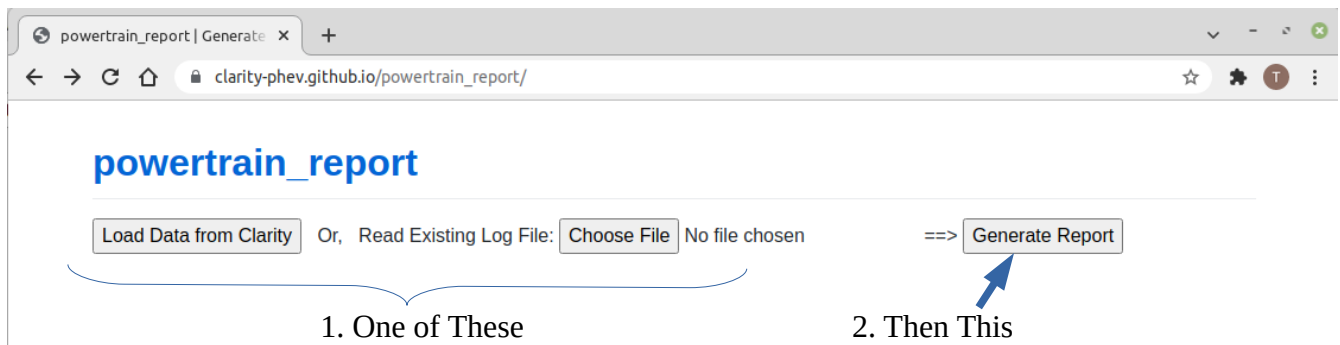 powertrain_report | Generate
clarity-phev.github.io/powertrain_report/
T
powertrain_report
Load Data from Clarity Or, Read Existing Log File: Choose File No file chosen ==> Generate Report
1. One of These 2. Then This